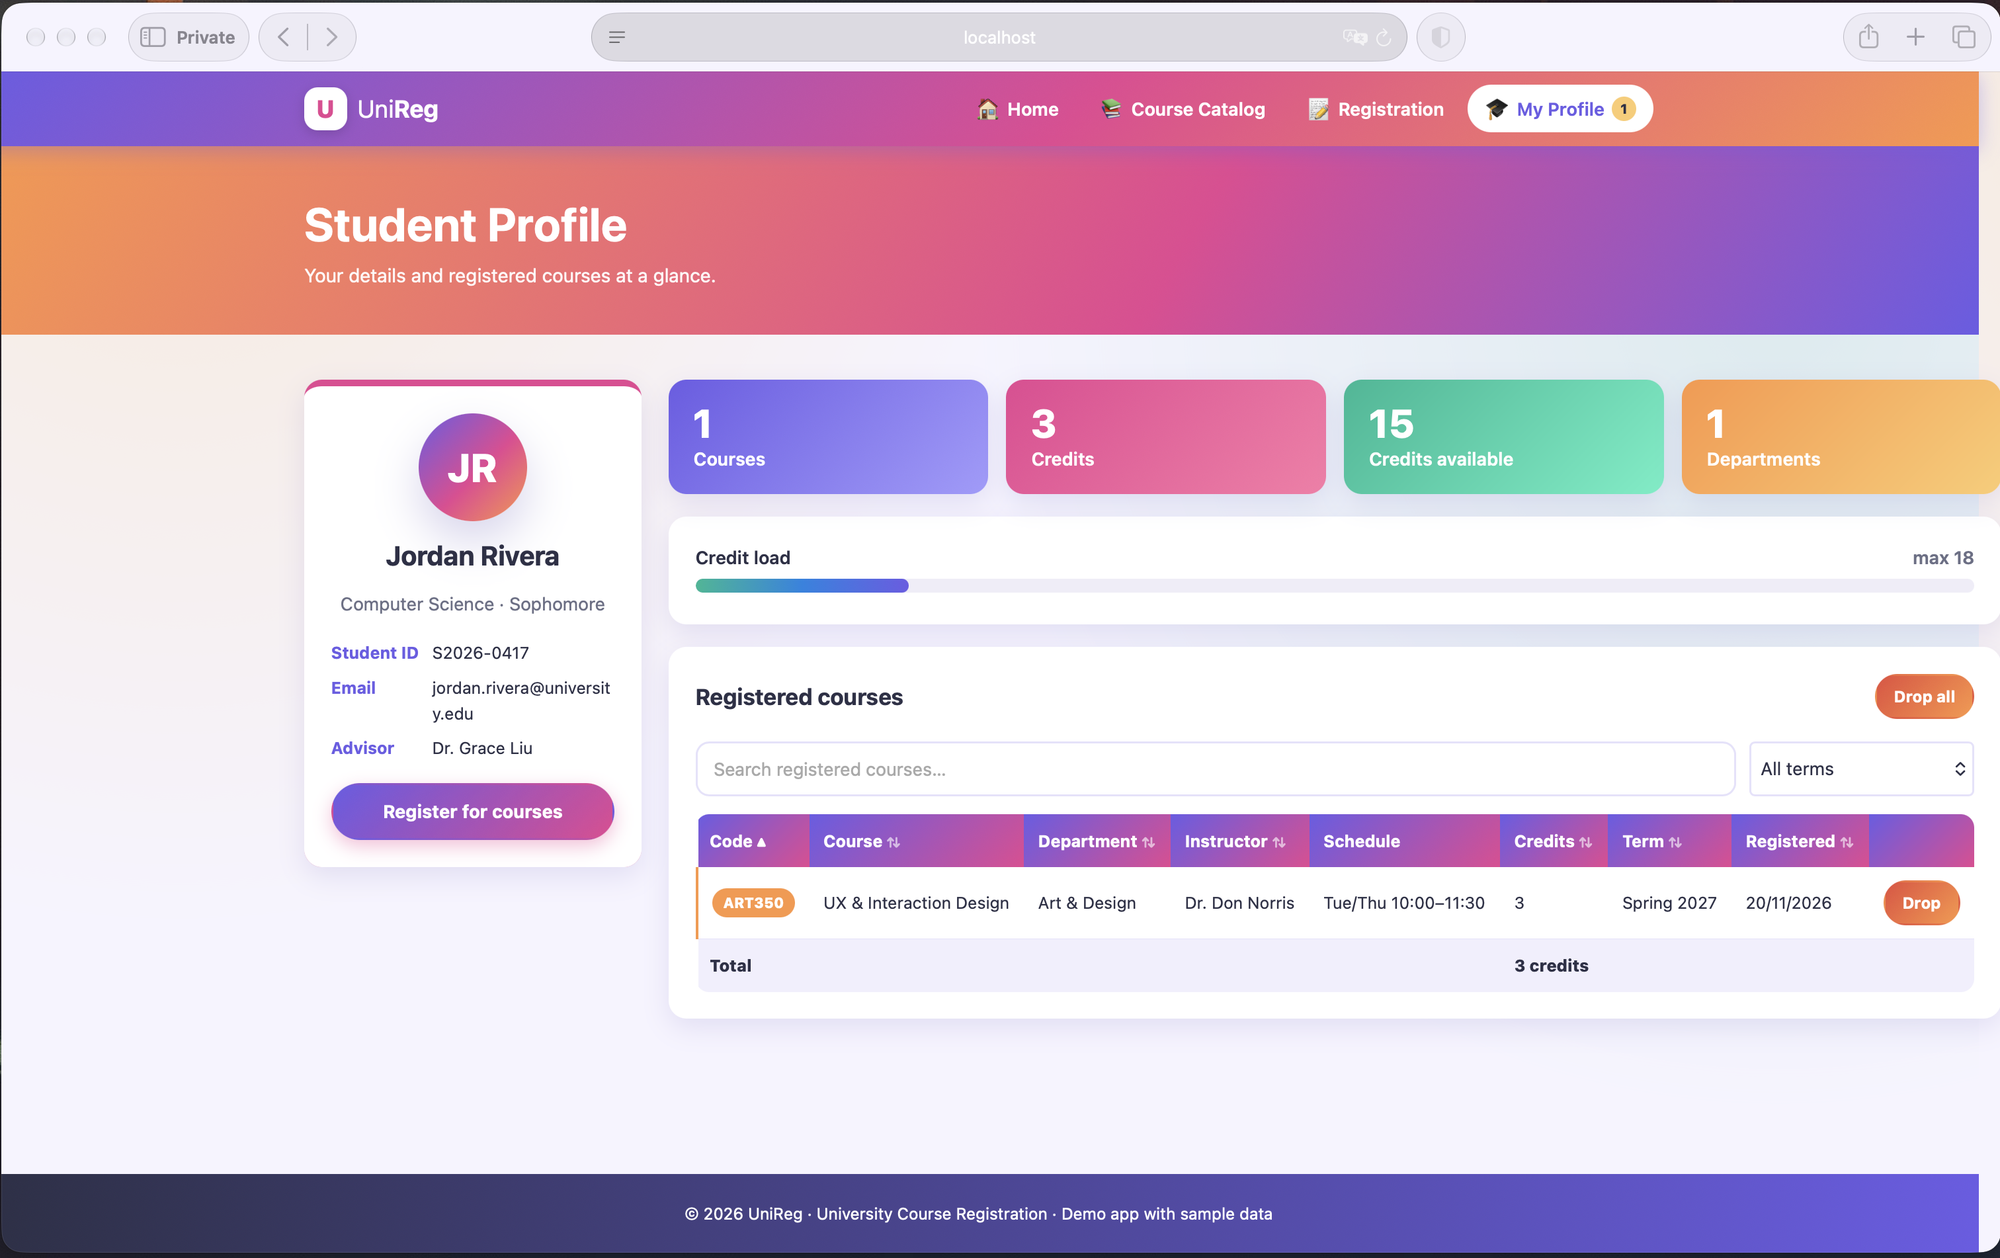 Private
localhost
U UniReg
Home
Course Catalog
Registration
My Profile 1
Student Profile
Your details and registered courses at a glance.
JR
Jordan Rivera
Computer Science · Sophomore
Student ID S2026-0417
Email jordan.rivera@universit
y.edu
Advisor Dr. Grace Liu
Register for courses
1
Courses
3
Credits
15
Credits available
1
Departments
Credit load max 18
Registered courses Drop all
Search registered courses...
All terms
Code ▲ Course ⇅ Department ⇅ Instructor ⇅ Schedule Credits ⇅ Term ⇅ Registered ⇅
ART350 UX & Interaction Design Art & Design Dr. Don Norris Tue/Thu 10:00–11:30 3 Spring 2027 20/11/2026 Drop
Total 3 credits
© 2026 UniReg · University Course Registration · Demo app with sample data